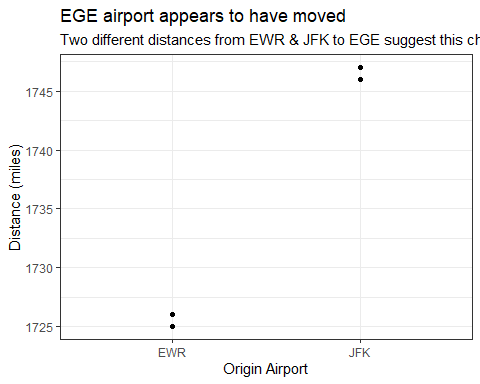 EGE airport appears to have moved
Two different distances from EWR & JFK to EGE suggest this
Distance (miles)
1745
1740
1735
1730
1725
EWR
JFK
Origin Airport